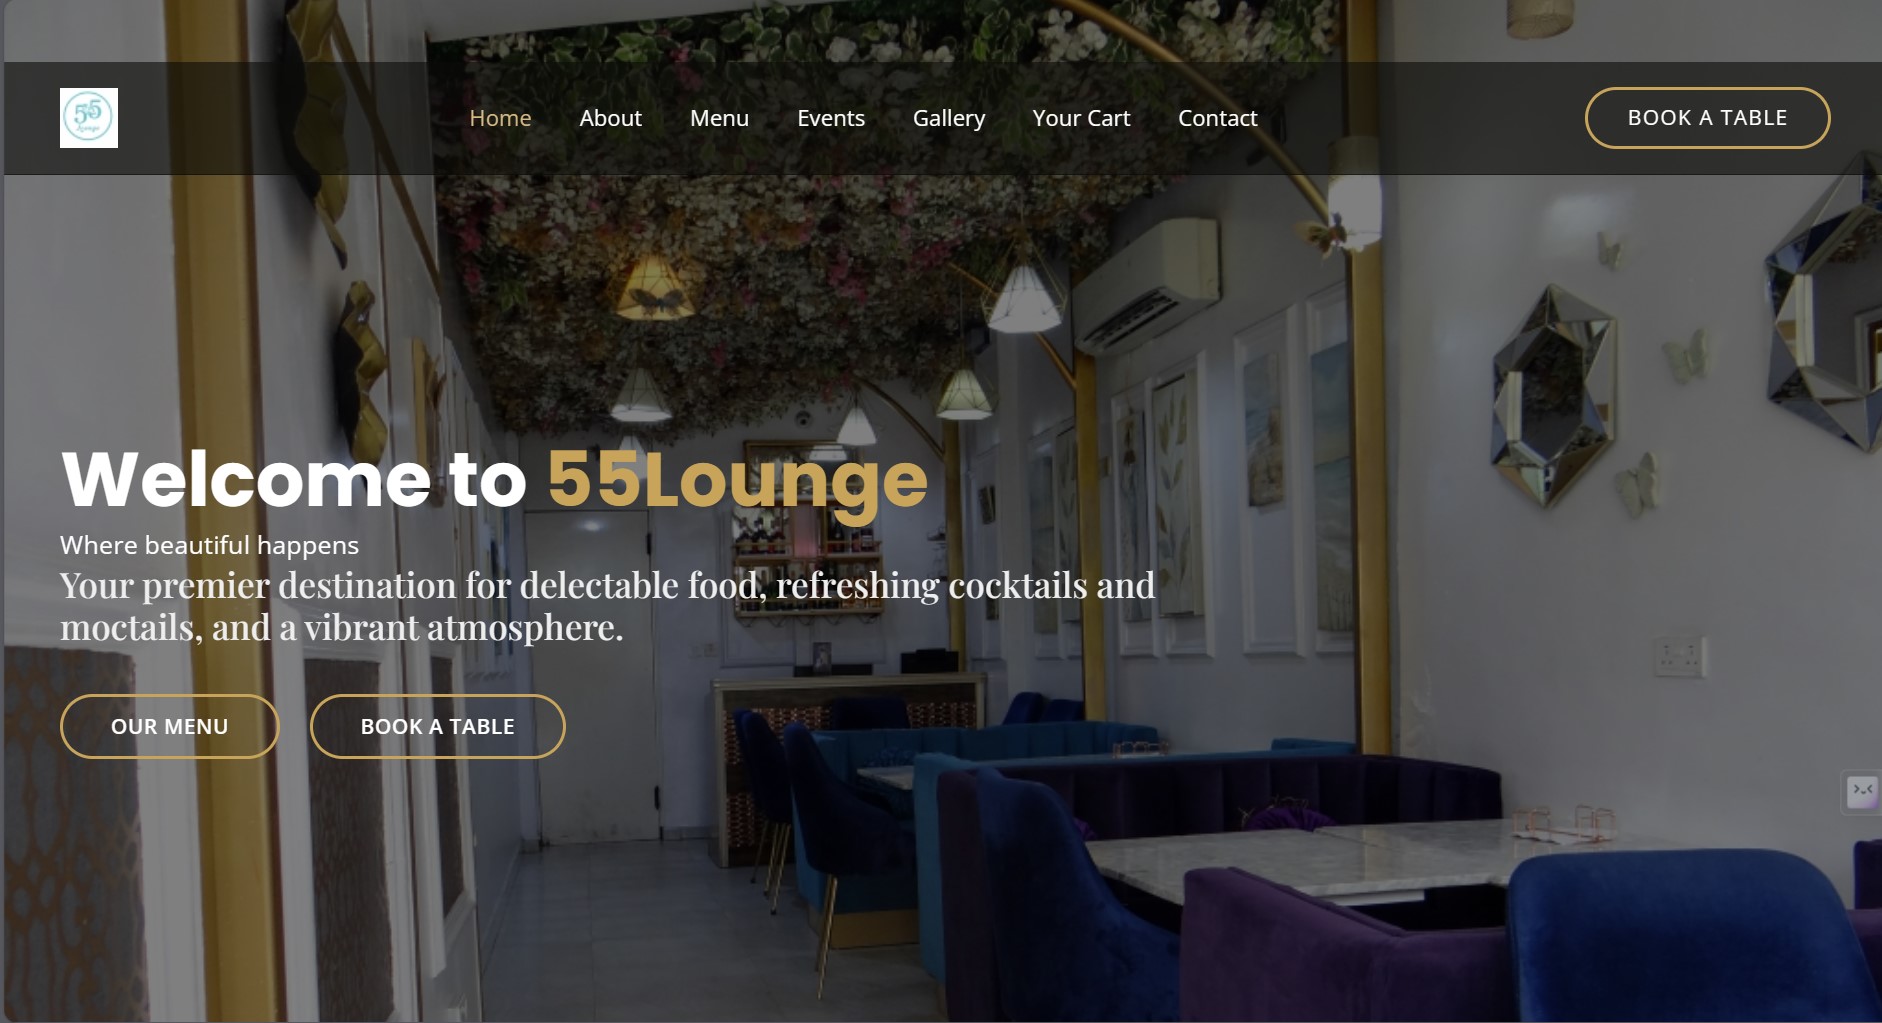 55
Lounge
Home About Menu Events Gallery Your Cart Contact
BOOK A TABLE
Welcome to 55Lounge
Where beautiful happens
Your premier destination for delectable food, refreshing cocktails and
moctails, and a vibrant atmosphere.
OUR MENU BOOK A TABLE